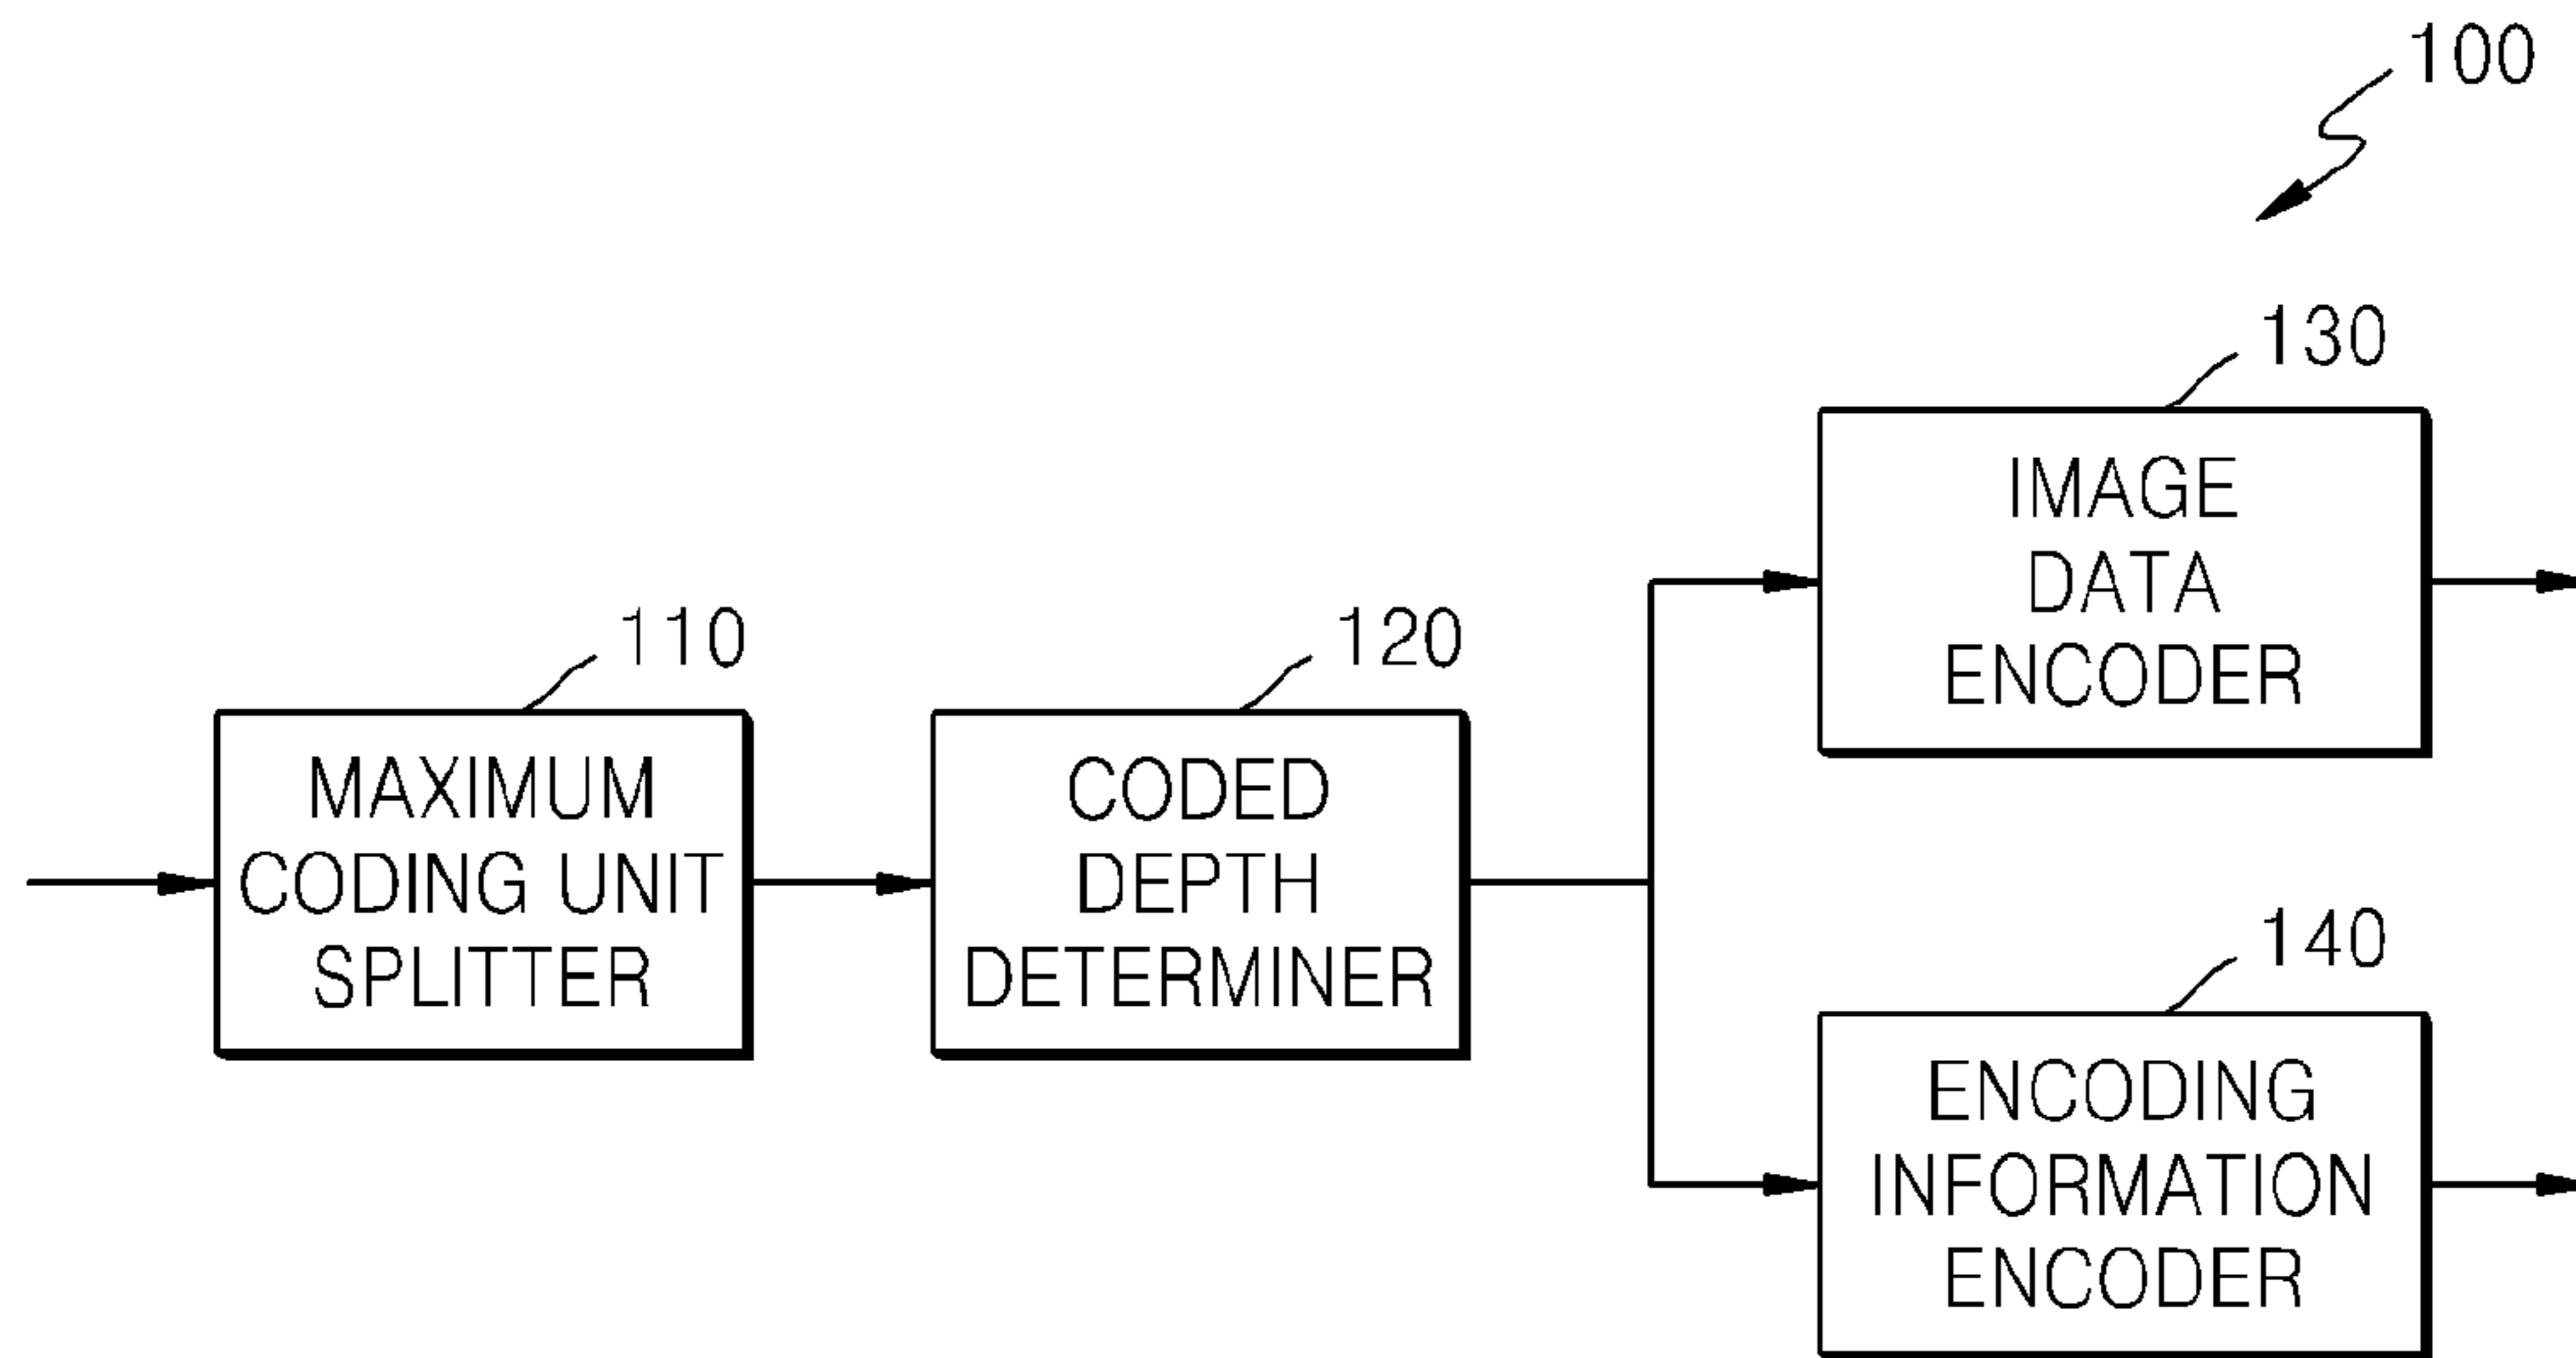 100
110
MAXIMUM
CODING UNIT
SPLITTER
120
CODED
DEPTH
DETERMINER
130
IMAGE
DATA
ENCODER
140
ENCODING
INFORMATION
ENCODER